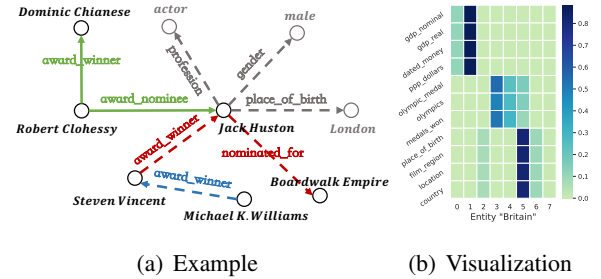 Dominic Chianese
actor
male
award_winner
profession
gender
award_nominee
place_of_birth
Robert Clohessy
Jack Huston
London
award_winner
nominated_for
award_winner
Boardwalk Empire
Steven Vincent
Michael K.Williams
(a) Example
gdp_nominal
gdp_real
dated_money
ppp_dollars
olympic_medal
olympics
medals_won
place_of_birth
film_region
location
country
0 1 2 3 4 5 6 7
Entity "Britain"
0.8
0.7
0.6
0.5
0.4
0.3
0.2
0.1
0.0
(b) Visualization